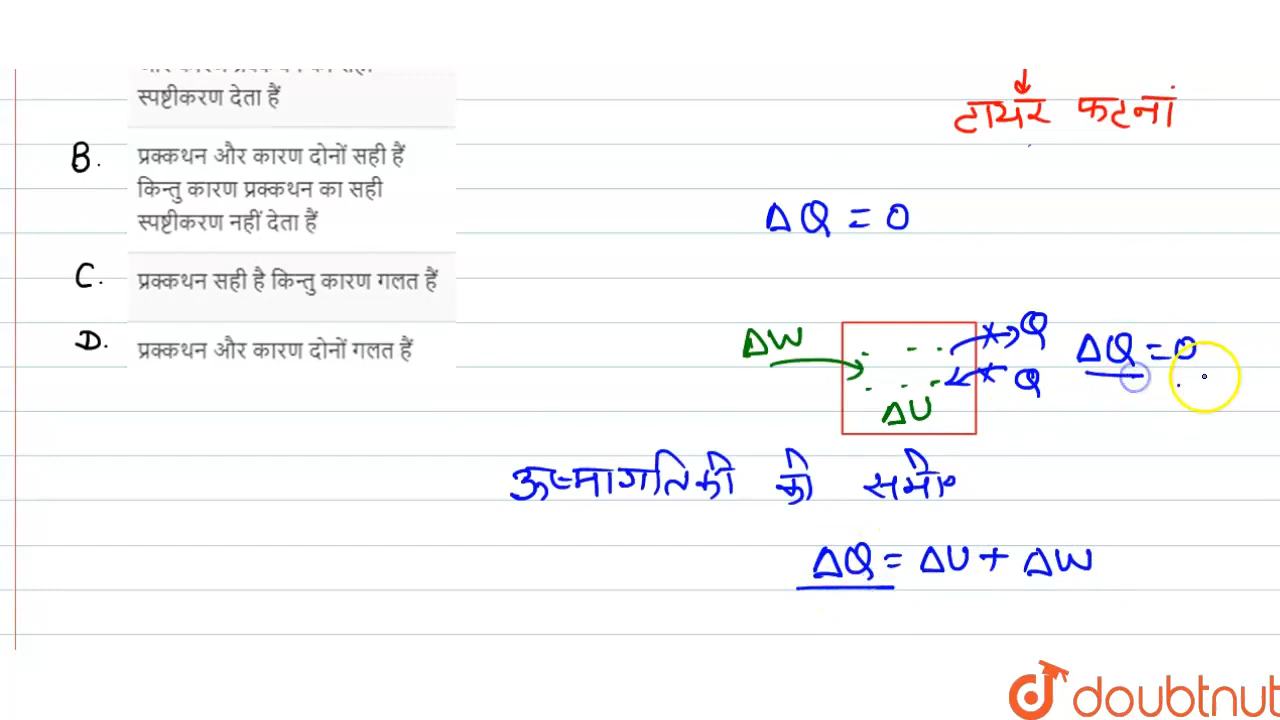 स्पष्टीकरण देता हैं
B. प्रक्कथन और कारण दोनों सही हैं
किन्तु कारण प्रक्कथन का सही
स्पष्टीकरण नहीं देता हैं
C. प्रक्कथन सही है किन्तु कारण गलत हैं
D. प्रक्कथन और कारण दोनों गलत हैं
टायर फटना
ΔQ = 0
ΔW
Q
ΔQ = 0
Q
ΔU
ऊष्मागतिकी की समी०
ΔQ = ΔU + ΔW
doubtnut